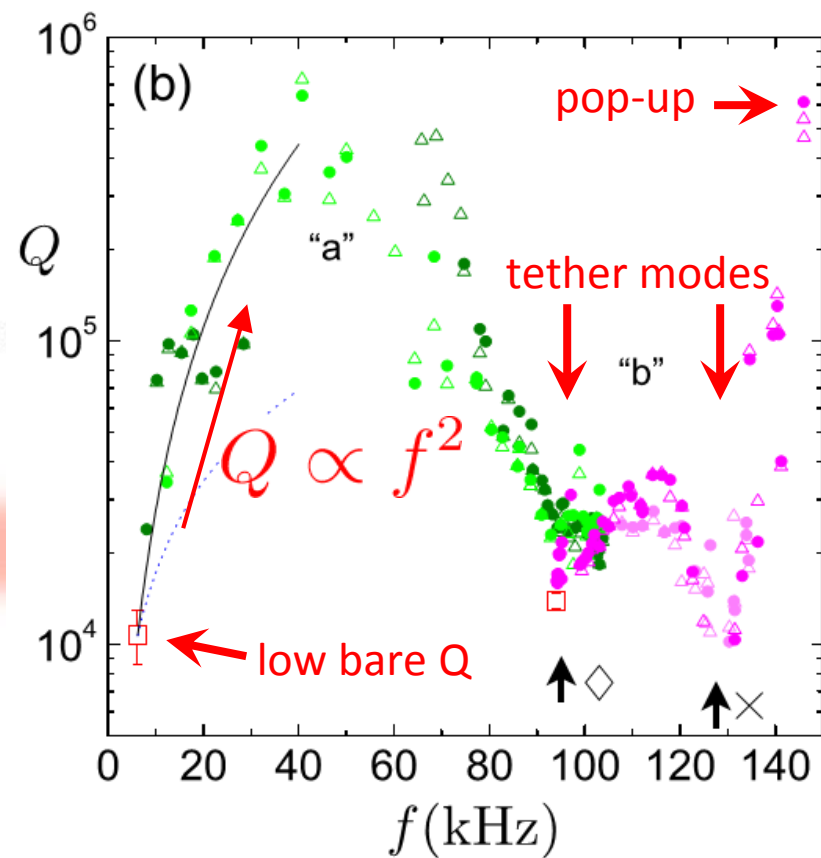 10⁶
(b)
pop-up
Q
“a”
tether modes
10⁵
“b”
Q ∝ f²
10⁴
low bare Q
0 20 40 60 80 100 120 140
f(kHz)